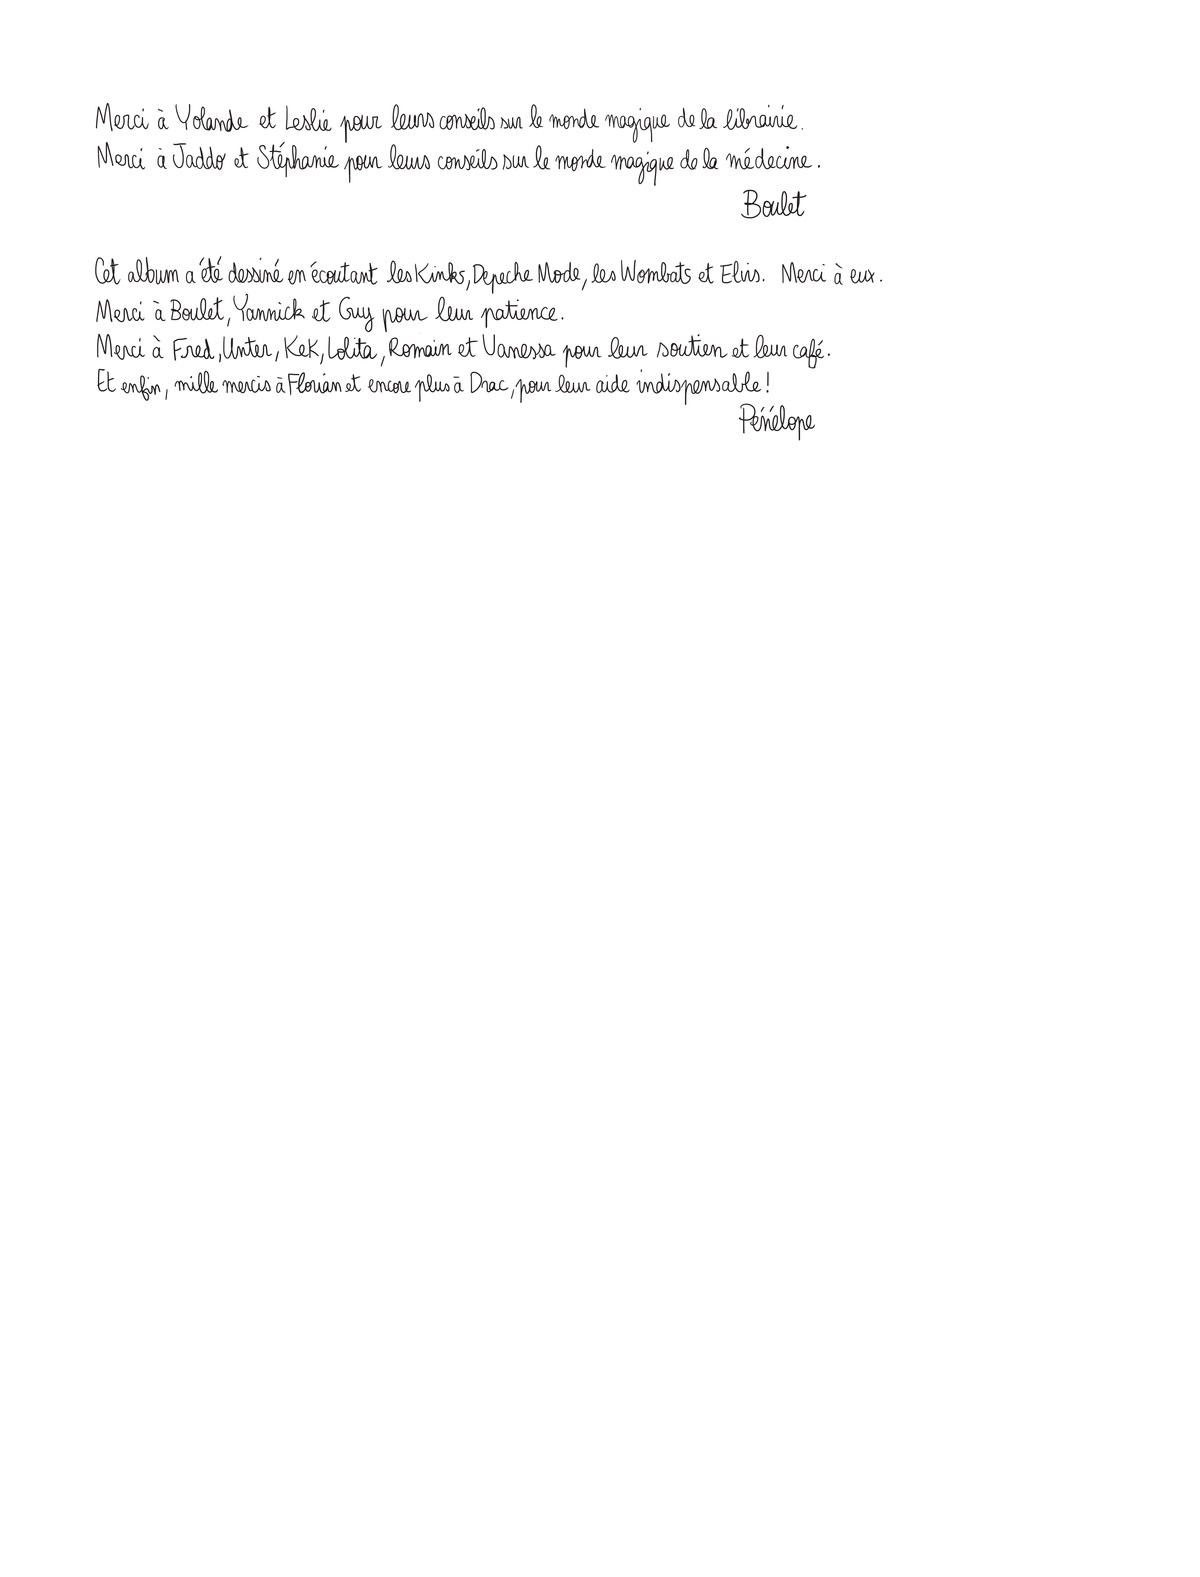 Merci à Yolande et Leslie pour leurs conseils sur le monde magique de la librairie.
Merci à Jaddo et Stéphanie pour leurs conseils sur le monde magique de la médecine.
Boulet
Cet album a été dessiné en écoutant les Kinks, Depeche Mode, les Wombats et Elvis. Merci à eux.
Merci à Boulet, Yannick et Guy pour leur patience.
Merci à Fred, Unter, Kek, Lolita, Romain et Vanessa pour leur soutien et leur café.
Et enfin, mille mercis à Florian et encore plus à Drac, pour leur aide indispensable!
Pénélope